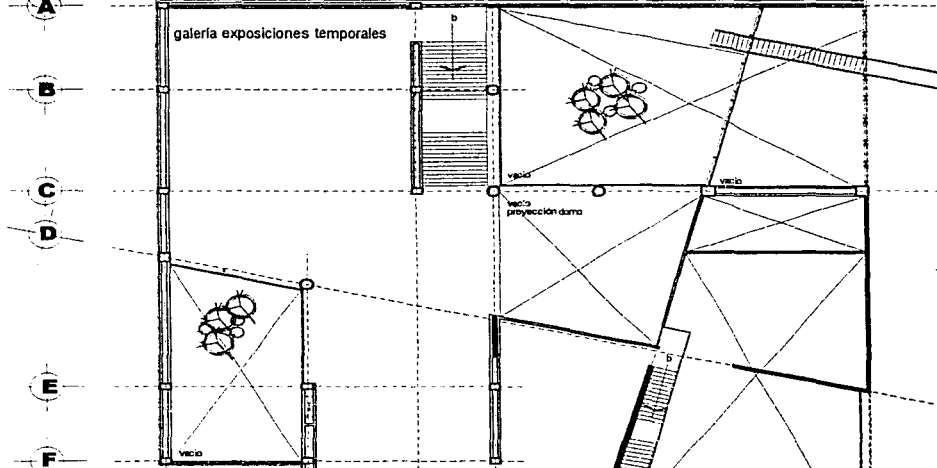 A
galería exposiciones temporales
b
B
vacío
vacío
C
vacío
proyección domo
D
b
E
vacío
F